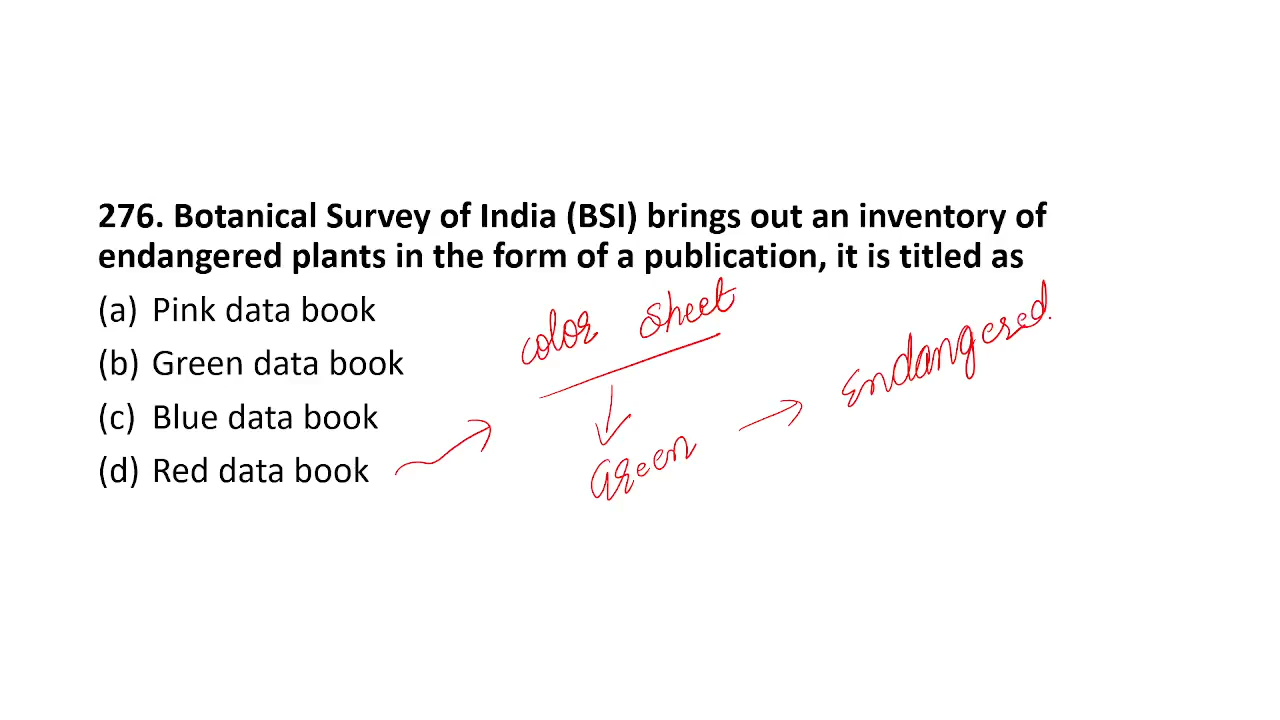 276. Botanical Survey of India (BSI) brings out an inventory of
endangered plants in the form of a publication, it is titled as
(a) Pink data book
(b) Green data book
(c) Blue data book
(d) Red data book
color sheet
Green
Endangered.